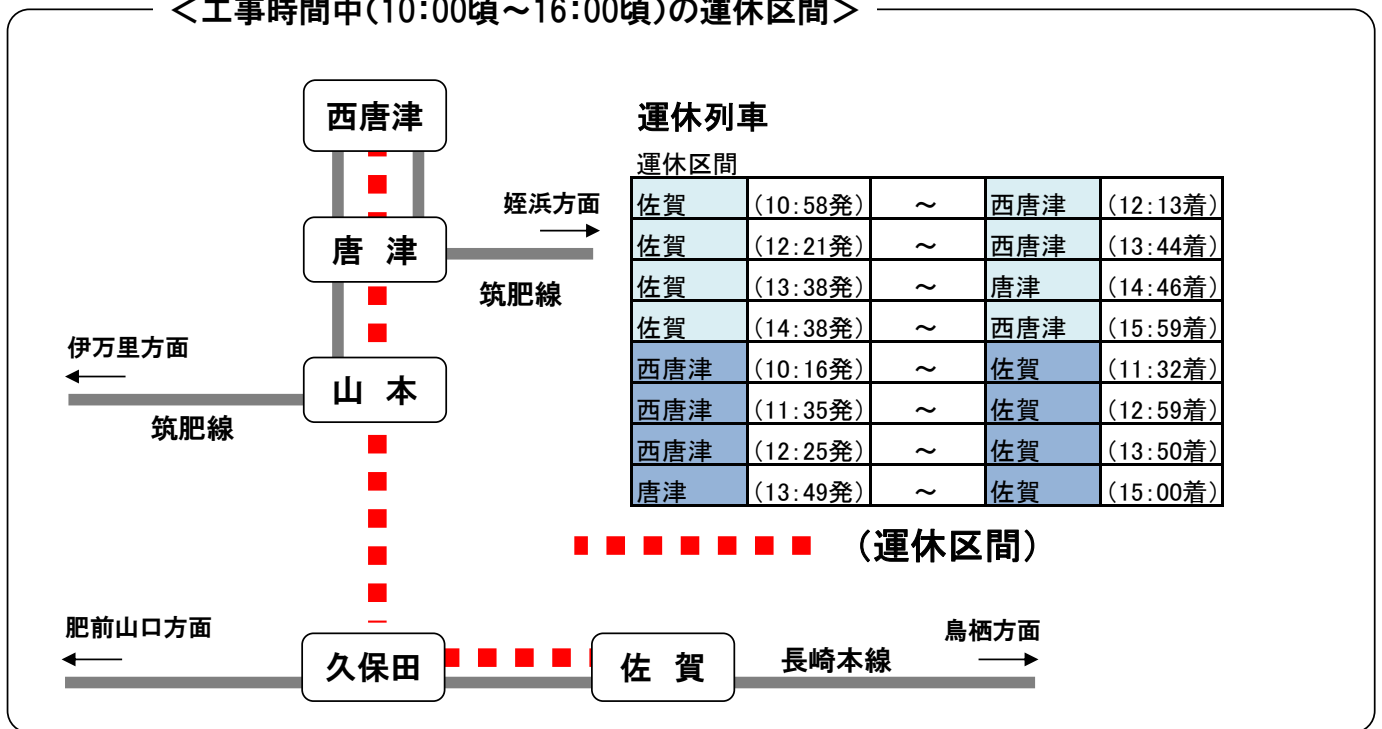 ＜工事時間中(10：00頃～16：00頃)の運休区間＞
西唐津
運休列車
運休区間
佐賀 (10：58発) ～ 西唐津 (12：13着)
佐賀 (12：21発) ～ 西唐津 (13：44着)
佐賀 (13：38発) ～ 唐津 (14：46着)
佐賀 (14：38発) ～ 西唐津 (15：59着)
西唐津 (10：16発) ～ 佐賀 (11：32着)
西唐津 (11：35発) ～ 佐賀 (12：59着)
西唐津 (12：25発) ～ 佐賀 (13：50着)
唐津 (13：49発) ～ 佐賀 (15：00着)
姪浜方面
唐 津
筑肥線
伊万里方面
山 本
筑肥線
（運休区間）
肥前山口方面
鳥栖方面
久保田
佐 賀
長崎本線